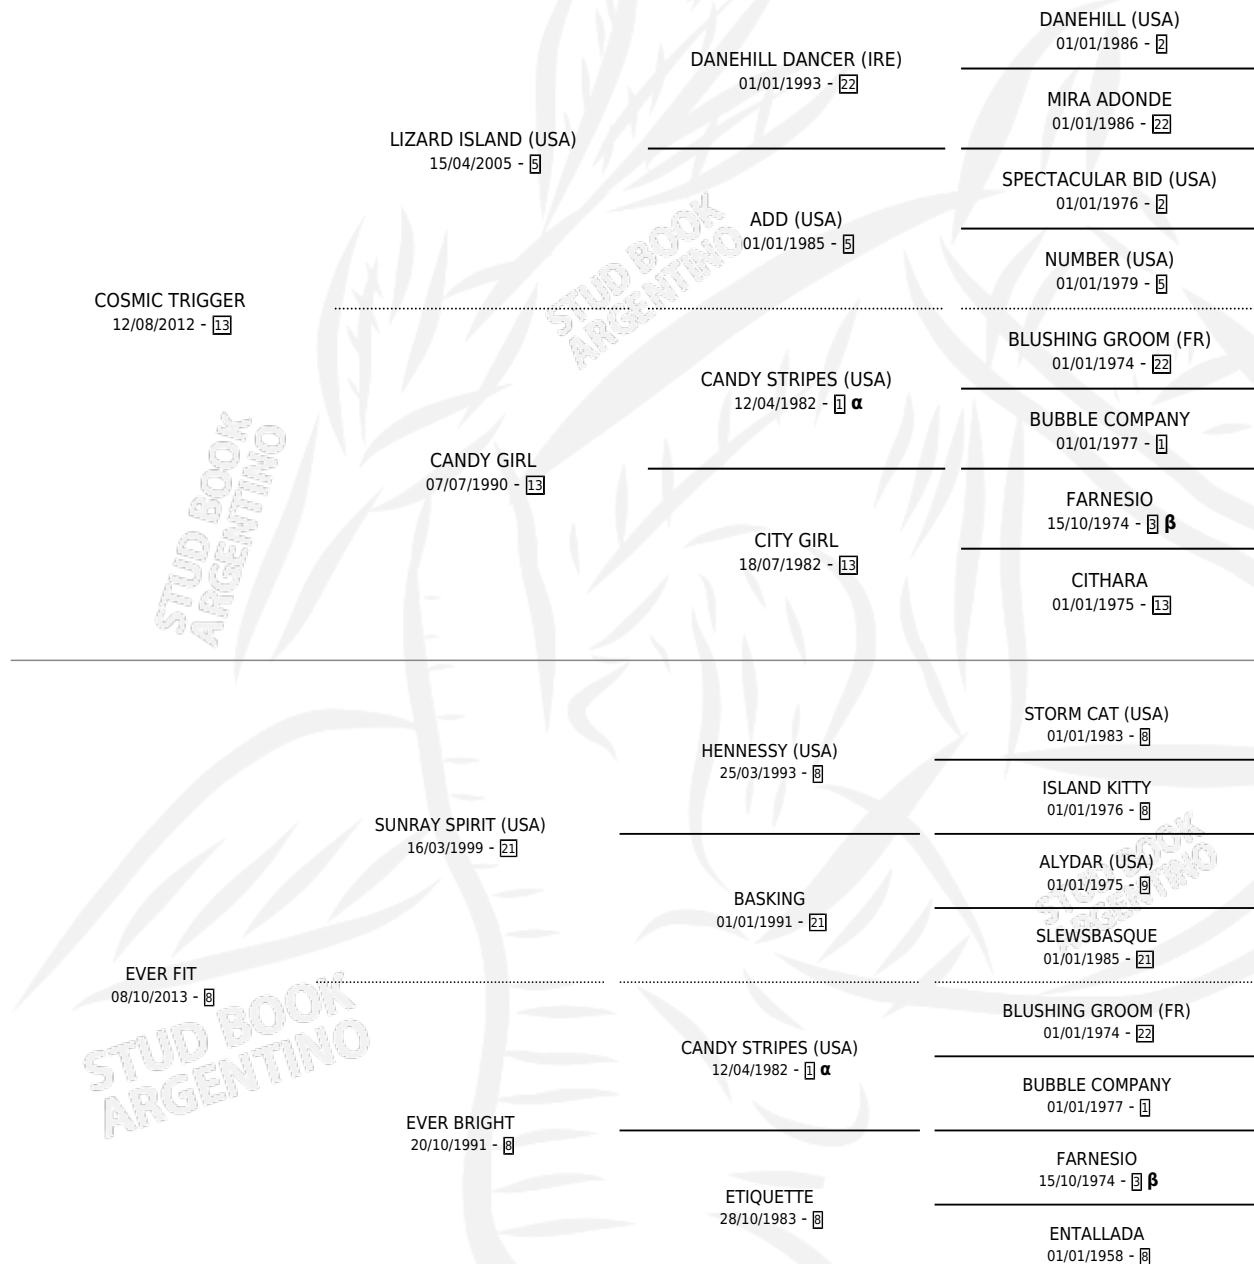 DANEHILL (USA)
01/01/1986 - 2
DANEHILL DANCER (IRE)
01/01/1993 - 22
MIRA ADONDE
01/01/1986 - 22
LIZARD ISLAND (USA)
15/04/2005 - 5
SPECTACULAR BID (USA)
01/01/1976 - 2
ADD (USA)
01/01/1985 - 5
NUMBER (USA)
01/01/1979 - 5
STUD BOOK
ARGENTINO
COSMIC TRIGGER
12/08/2012 - 13
BLUSHING GROOM (FR)
01/01/1974 - 22
CANDY STRIPES (USA)
12/04/1982 - 1 α
BUBBLE COMPANY
01/01/1977 - 1
CANDY GIRL
07/07/1990 - 13
FARNESIO
15/10/1974 - 3 β
CITY GIRL
18/07/1982 - 13
CITHARA
01/01/1975 - 13
STUD BOOK
ARGENTINO
STORM CAT (USA)
01/01/1983 - 8
HENNESSY (USA)
25/03/1993 - 8
ISLAND KITTY
01/01/1976 - 8
SUNRAY SPIRIT (USA)
16/03/1999 - 21
ALYDAR (USA)
01/01/1975 - 9
BASKING
01/01/1991 - 21
SLEWSBASQUE
01/01/1985 - 21
STUD BOOK
ARGENTINO
EVER FIT
08/10/2013 - 8
BLUSHING GROOM (FR)
01/01/1974 - 22
CANDY STRIPES (USA)
12/04/1982 - 1 α
BUBBLE COMPANY
01/01/1977 - 1
STUD BOOK
ARGENTINO
EVER BRIGHT
20/10/1991 - 8
FARNESIO
15/10/1974 - 3 β
ETIQUETTE
28/10/1983 - 8
ENTALLADA
01/01/1958 - 8